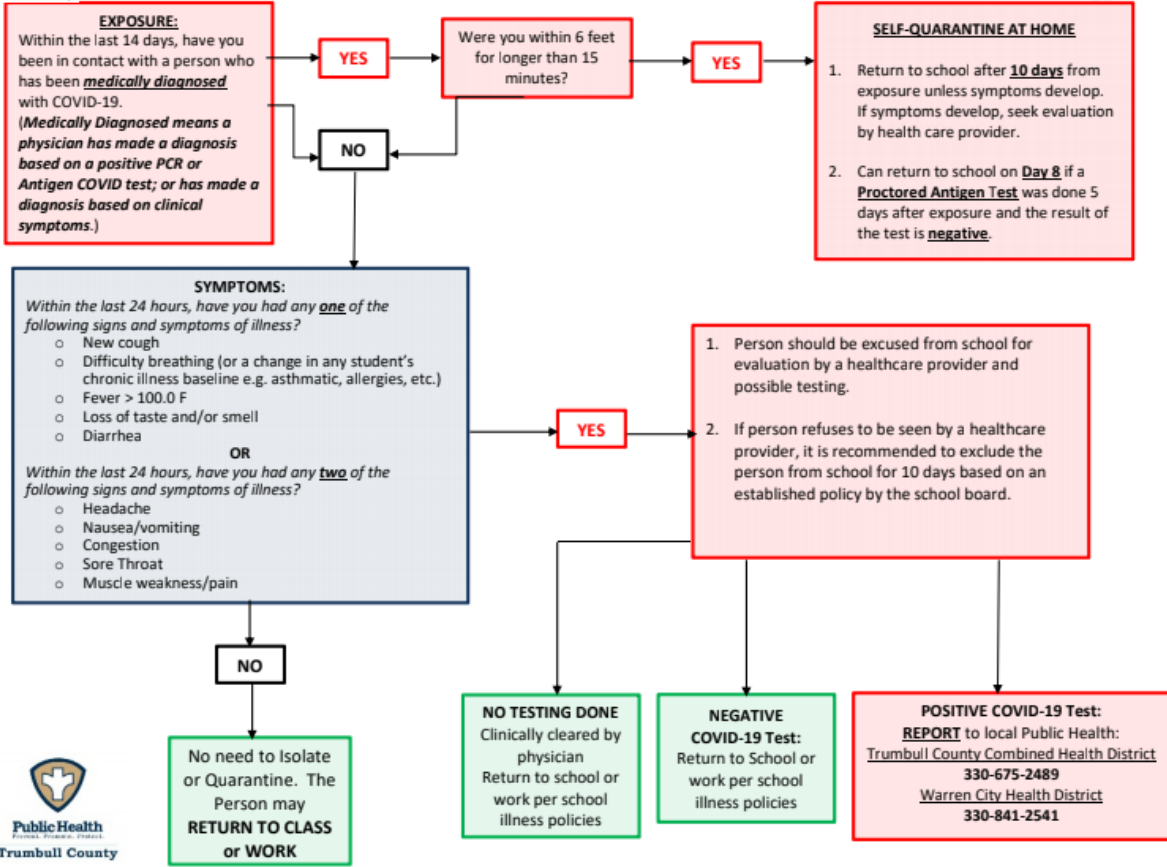 EXPOSURE:
Within the last 14 days, have you
been in contact with a person who
has been medically diagnosed
with COVID-19.
(Medically Diagnosed means a
physician has made a diagnosis
based on a positive PCR or
Antigen COVID test; or has made a
diagnosis based on clinical
symptoms.)
YES
Were you within 6 feet
for longer than 15
minutes?
YES
SELF-QUARANTINE AT HOME
1. Return to school after 10 days from
exposure unless symptoms develop.
If symptoms develop, seek evaluation
by health care provider.
2. Can return to school on Day 8 if a
Proctored Antigen Test was done 5
days after exposure and the result of
the test is negative.
NO
SYMPTOMS:
Within the last 24 hours, have you had any one of the
following signs and symptoms of illness?
o New cough
o Difficulty breathing (or a change in any student's
chronic illness baseline e.g. asthmatic, allergies, etc.)
o Fever > 100.0 F
o Loss of taste and/or smell
o Diarrhea
OR
Within the last 24 hours, have you had any two of the
following signs and symptoms of illness?
o Headache
o Nausea/vomiting
o Congestion
o Sore Throat
o Muscle weakness/pain
YES
1. Person should be excused from school for
evaluation by a healthcare provider and
possible testing.
2. If person refuses to be seen by a healthcare
provider, it is recommended to exclude the
person from school for 10 days based on an
established policy by the school board.
NO
No need to Isolate
or Quarantine. The
Person may
RETURN TO CLASS
or WORK
NO TESTING DONE
Clinically cleared by
physician
Return to school or
work per school
illness policies
NEGATIVE
COVID-19 Test:
Return to School or
work per school
illness policies
POSITIVE COVID-19 Test:
REPORT to local Public Health:
Trumbull County Combined Health District
330-675-2489
Warren City Health District
330-841-2541
Public Health
Prevent. Promote. Protect.
Trumbull County